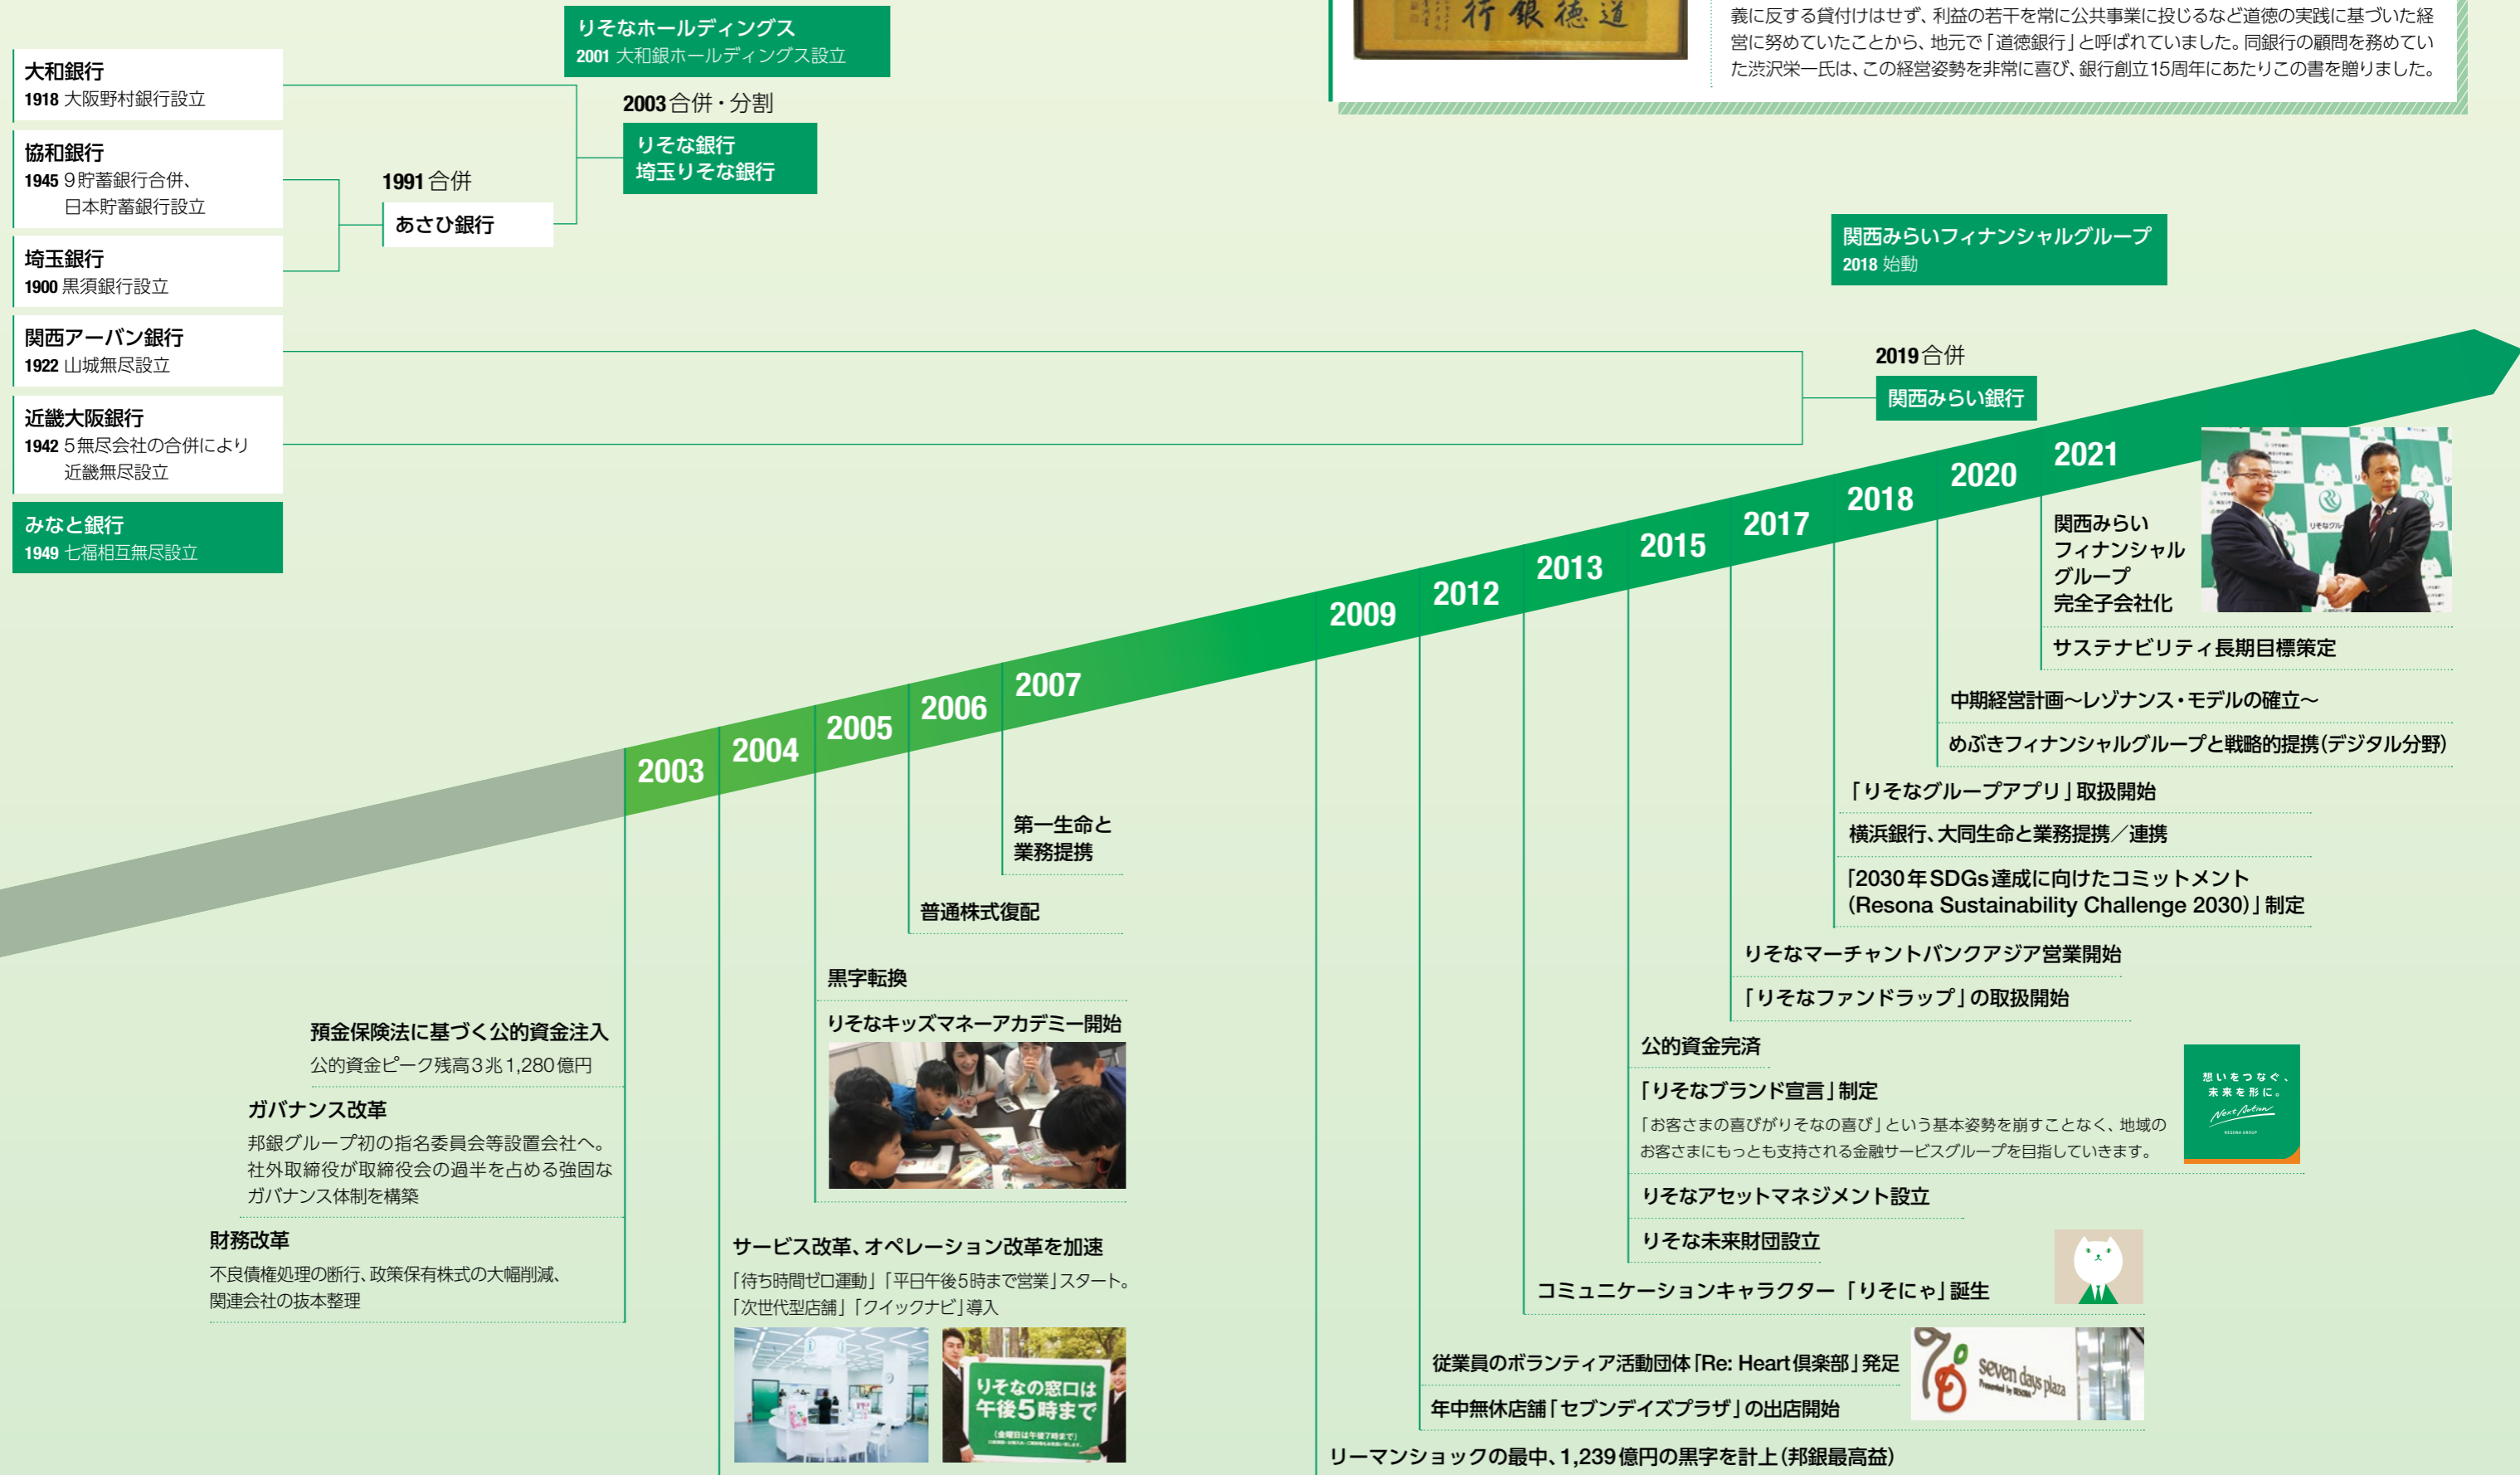 りそなホールディングス
2001 大和銀ホールディングス設立
大和銀行
1918 大阪野村銀行設立
協和銀行
1945 9貯蓄銀行合併、
日本貯蓄銀行設立
埼玉銀行
1900 黒須銀行設立
関西アーバン銀行
1922 山城無尽設立
近畿大阪銀行
1942 5無尽会社の合併により
近畿無尽設立
みなと銀行
1949 七福相互無尽設立
1991 合併
あさひ銀行
2003 合併・分割
りそな銀行
埼玉りそな銀行
行銀徳道
義に反する貸付けはせず、利益の若干を常に公共事業に投じるなど道徳の実践に基づいた経
営に努めていたことから、地元で「道徳銀行」と呼ばれていました。同銀行の顧問を務めてい
た渋沢栄一氏は、この経営姿勢を非常に喜び、銀行創立15周年にあたりこの書を贈りました。
関西みらいフィナンシャルグループ
2018 始動
2019 合併
関西みらい銀行
2003
預金保険法に基づく公的資金注入
公的資金ピーク残高3兆1,280億円
ガバナンス改革
邦銀グループ初の指名委員会等設置会社へ。
社外取締役が取締役会の過半を占める強固な
ガバナンス体制を構築
財務改革
不良債権処理の断行、政策保有株式の大幅削減、
関連会社の抜本整理
2004
サービス改革、オペレーション改革を加速
「待ち時間ゼロ運動」「平日午後5時まで営業」スタート。
「次世代型店舗」「クイックナビ」導入
りそなの窓口は
午後5時まで
(金曜日は午後7時まで)
2005
黒字転換
りそなキッズマネーアカデミー開始
2006
普通株式復配
2007
第一生命と
業務提携
2009
リーマンショックの最中、1,239億円の黒字を計上(邦銀最高益)
2012
従業員のボランティア活動団体「Re: Heart倶楽部」発足
年中無休店舗「セブンデイズプラザ」の出店開始
seven days plaza
Presented by RESONA
2013
コミュニケーションキャラクター「りそにゃ」誕生
2015
公的資金完済
「りそなブランド宣言」制定
「お客さまの喜びがりそなの喜び」という基本姿勢を崩すことなく、地域の
お客さまにもっとも支持される金融サービスグループを目指していきます。
想いをつなぐ、
未来を形に。
Next Action
RESONA GROUP
りそなアセットマネジメント設立
りそな未来財団設立
2017
りそなマーチャントバンクアジア営業開始
「りそなファンドラップ」の取扱開始
2018
「りそなグループアプリ」取扱開始
横浜銀行、大同生命と業務提携／連携
「2030年SDGs達成に向けたコミットメント
(Resona Sustainability Challenge 2030)」制定
2020
中期経営計画～レゾナンス・モデルの確立～
めぶきフィナンシャルグループと戦略的提携(デジタル分野)
2021
関西みらい
フィナンシャル
グループ
完全子会社化
サステナビリティ長期目標策定